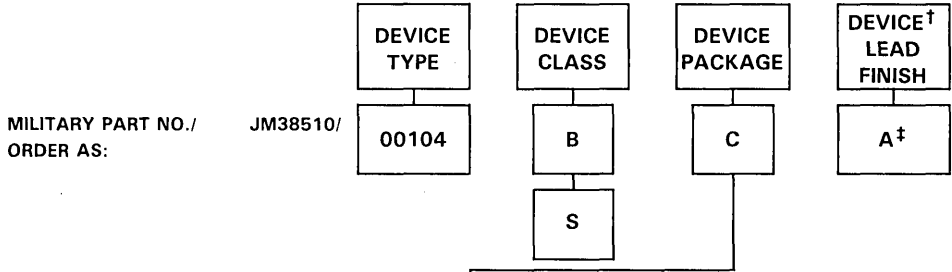 DEVICE
TYPE
DEVICE
CLASS
DEVICE
PACKAGE
DEVICE†
LEAD
FINISH
MILITARY PART NO./
ORDER AS:
JM38510/
00104
B
C
A‡
S